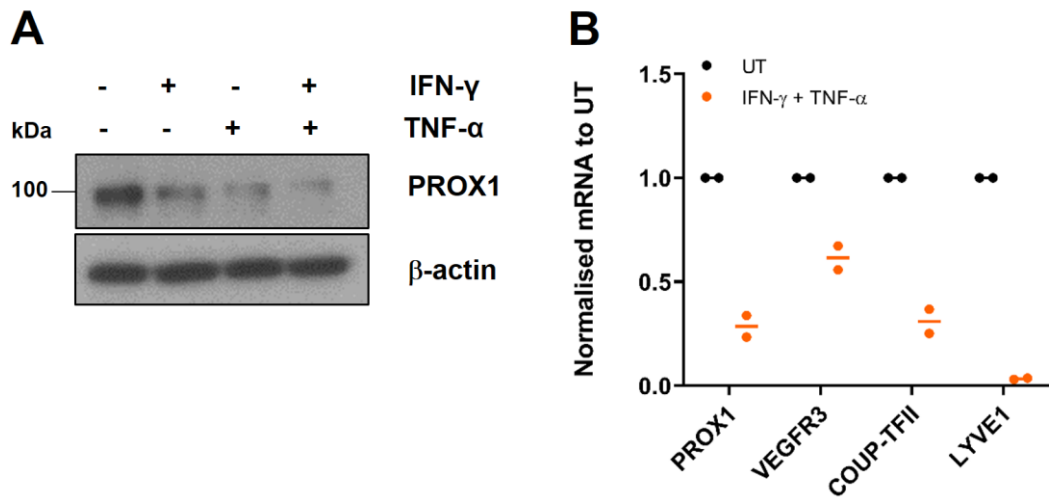 A
- + - + IFN-γ
kDa - - + + TNF-α
100 PROX1
β-actin
B
Normalised mRNA to UT
UT
IFN-γ + TNF-α
1.5
1.0
0.5
0.0
PROX1
VEGFR3
COUP-TFII
LYVE1